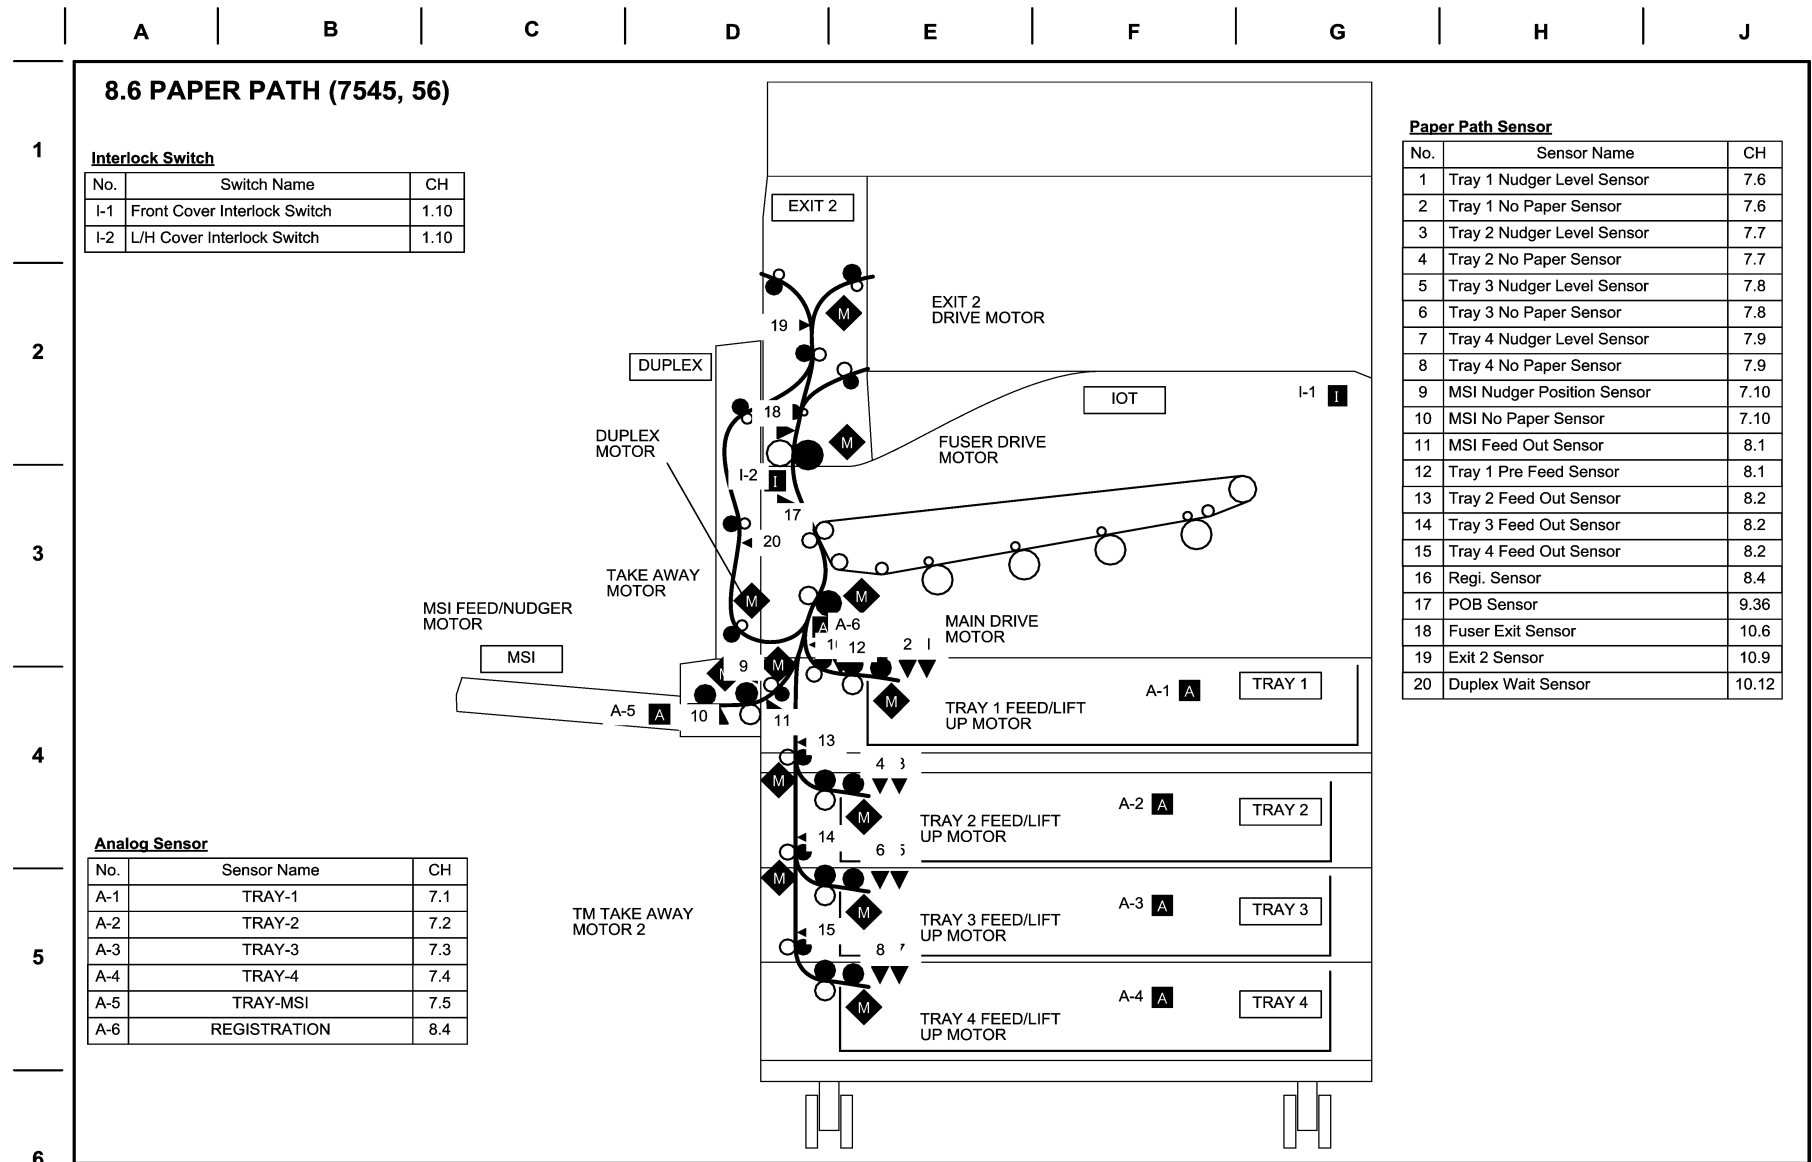 A B C D E F G H J
8.6 PAPER PATH (7545, 56)
1
2
3
4
5
6
Interlock Switch
No. Switch Name CH
I-1 Front Cover Interlock Switch 1.10
I-2 L/H Cover Interlock Switch 1.10
Paper Path Sensor
No. Sensor Name CH
1 Tray 1 Nudger Level Sensor 7.6
2 Tray 1 No Paper Sensor 7.6
3 Tray 2 Nudger Level Sensor 7.7
4 Tray 2 No Paper Sensor 7.7
5 Tray 3 Nudger Level Sensor 7.8
6 Tray 3 No Paper Sensor 7.8
7 Tray 4 Nudger Level Sensor 7.9
8 Tray 4 No Paper Sensor 7.9
9 MSI Nudger Position Sensor 7.10
10 MSI No Paper Sensor 7.10
11 MSI Feed Out Sensor 8.1
12 Tray 1 Pre Feed Sensor 8.1
13 Tray 2 Feed Out Sensor 8.2
14 Tray 3 Feed Out Sensor 8.2
15 Tray 4 Feed Out Sensor 8.2
16 Regi. Sensor 8.4
17 POB Sensor 9.36
18 Fuser Exit Sensor 10.6
19 Exit 2 Sensor 10.9
20 Duplex Wait Sensor 10.12
EXIT 2
EXIT 2
DRIVE MOTOR
M
19
DUPLEX
IOT
I-1 I
18
DUPLEX
MOTOR
M
FUSER DRIVE
MOTOR
I-2 I
17
20
TAKE AWAY
MOTOR
M
M
MSI FEED/NUDGER
MOTOR
A A-6
MAIN DRIVE
MOTOR
12
2
MSI
9
M
A-5 A
10
11
M
TRAY 1 FEED/LIFT
UP MOTOR
A-1 A
TRAY 1
13
4
M
M
TRAY 2 FEED/LIFT
UP MOTOR
A-2 A
TRAY 2
14
6
M
M
TRAY 3 FEED/LIFT
UP MOTOR
A-3 A
TRAY 3
TM TAKE AWAY
MOTOR 2
15
8
M
TRAY 4 FEED/LIFT
UP MOTOR
A-4 A
TRAY 4
Analog Sensor
No. Sensor Name CH
A-1 TRAY-1 7.1
A-2 TRAY-2 7.2
A-3 TRAY-3 7.3
A-4 TRAY-4 7.4
A-5 TRAY-MSI 7.5
A-6 REGISTRATION 8.4